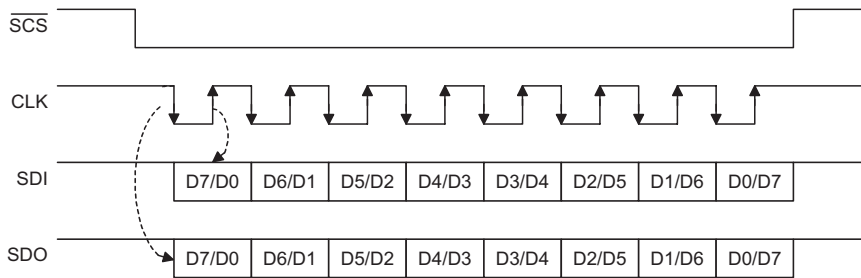 SCS
CLK
SDI
D7/D0 D6/D1 D5/D2 D4/D3 D3/D4 D2/D5 D1/D6 D0/D7
SDO
D7/D0 D6/D1 D5/D2 D4/D3 D3/D4 D2/D5 D1/D6 D0/D7